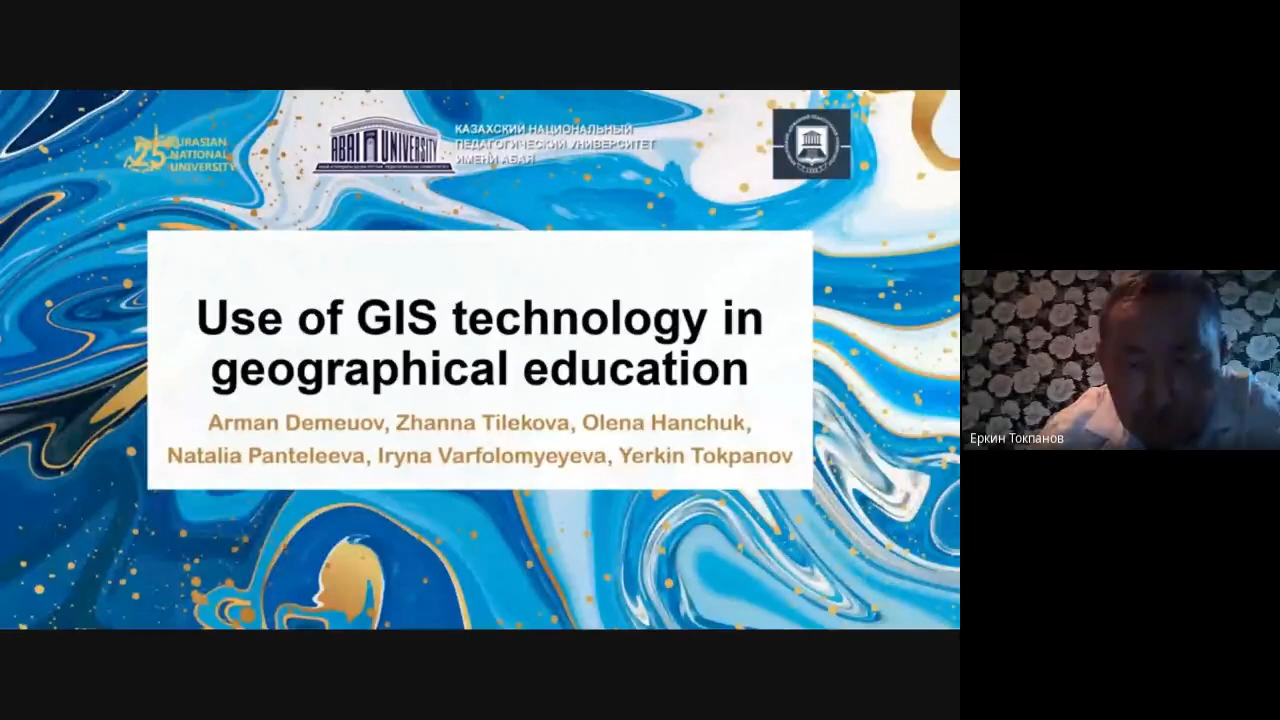 25 EURASIAN
NATIONAL
UNIVERSITY
ABAI UNIVERSITY
КАЗАХСКИЙ НАЦИОНАЛЬНЫЙ
ПЕДАГОГИЧЕСКИЙ УНИВЕРСИТЕТ
ИМЕНИ АБАЯ
Use of GIS technology in
geographical education
Arman Demeuov, Zhanna Tilekova, Olena Hanchuk,
Natalia Panteleeva, Iryna Varfolomyeyeva, Yerkin Tokpanov
Еркин Токпанов